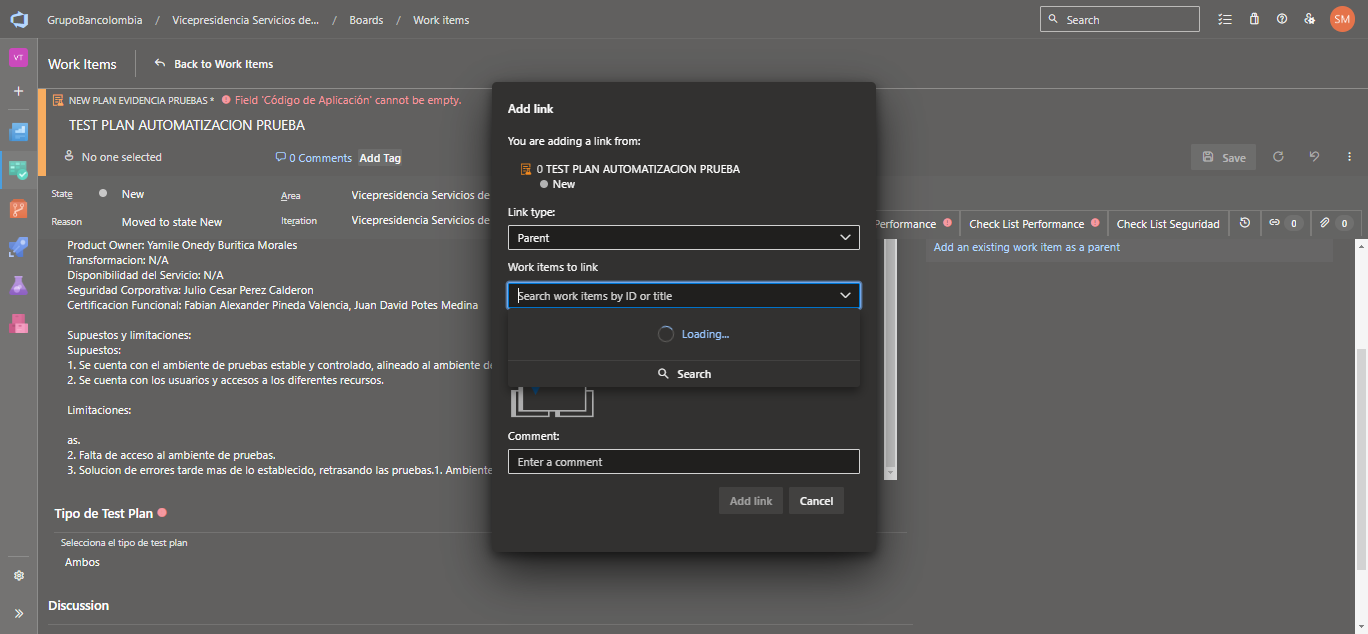 GrupoBancolombia / Vicepresidencia Servicios de... / Boards / Work items
Search
SM
VT
Work Items
Back to Work Items
NEW PLAN EVIDENCIA PRUEBAS * Field 'Código de Aplicación' cannot be empty.
TEST PLAN AUTOMATIZACION PRUEBA
No one selected
0 Comments
Add Tag
Save
State
New
Area
Vicepresidencia Servicios de
Reason
Moved to state New
Iteration
Vicepresidencia Servicios de
Performance
Check List Performance
Check List Seguridad
0
0
Product Owner: Yamile Onedy Buritica Morales
Transformacion: N/A
Disponibilidad del Servicio: N/A
Seguridad Corporativa: Julio Cesar Perez Calderon
Certificacion Funcional: Fabian Alexander Pineda Valencia, Juan David Potes Medina
Supuestos y limitaciones:
Supuestos:
1. Se cuenta con el ambiente de pruebas estable y controlado, alineado al ambiente de
2. Se cuenta con los usuarios y accesos a los diferentes recursos.
Limitaciones:
as.
2. Falta de acceso al ambiente de pruebas.
3. Solucion de errores tarde mas de lo establecido, retrasando las pruebas.1. Ambiente
Tipo de Test Plan
Selecciona el tipo de test plan
Ambos
Discussion
Add an existing work item as a parent
Add link
You are adding a link from:
0 TEST PLAN AUTOMATIZACION PRUEBA
New
Link type:
Parent
Work items to link
Search work items by ID or title
Loading...
Search
Comment:
Enter a comment
Add link
Cancel